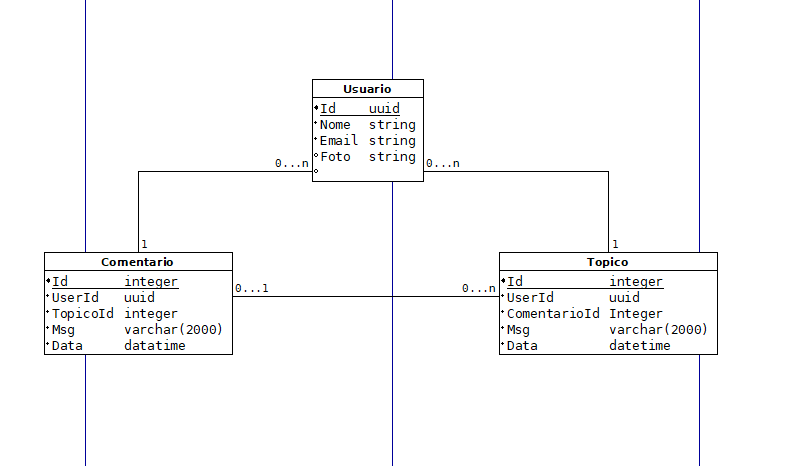 Usuario
Id uuid
Nome string
Email string
Foto string
0...n
0...n
1
1
Comentario
Id integer
UserId uuid
TopicoId integer
Msg varchar(2000)
Data datatime
0...1
0...n
Topico
Id integer
UserId uuid
ComentarioId Integer
Msg varchar(2000)
Data datetime